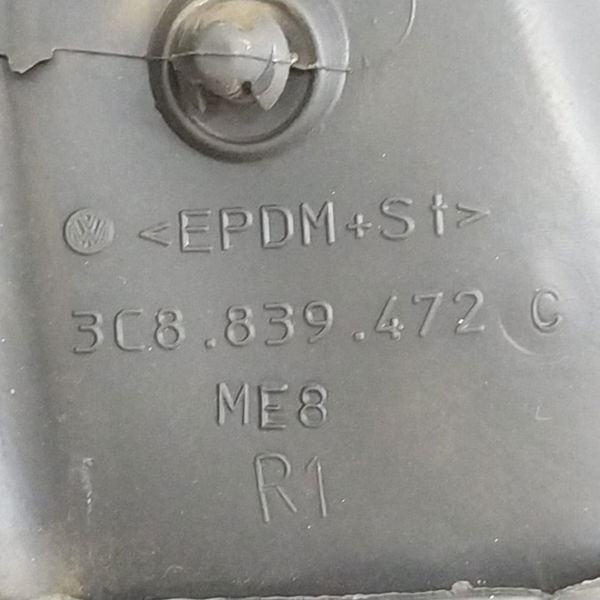 <EPDM+St>
3C8.839.472 C
ME8
R1